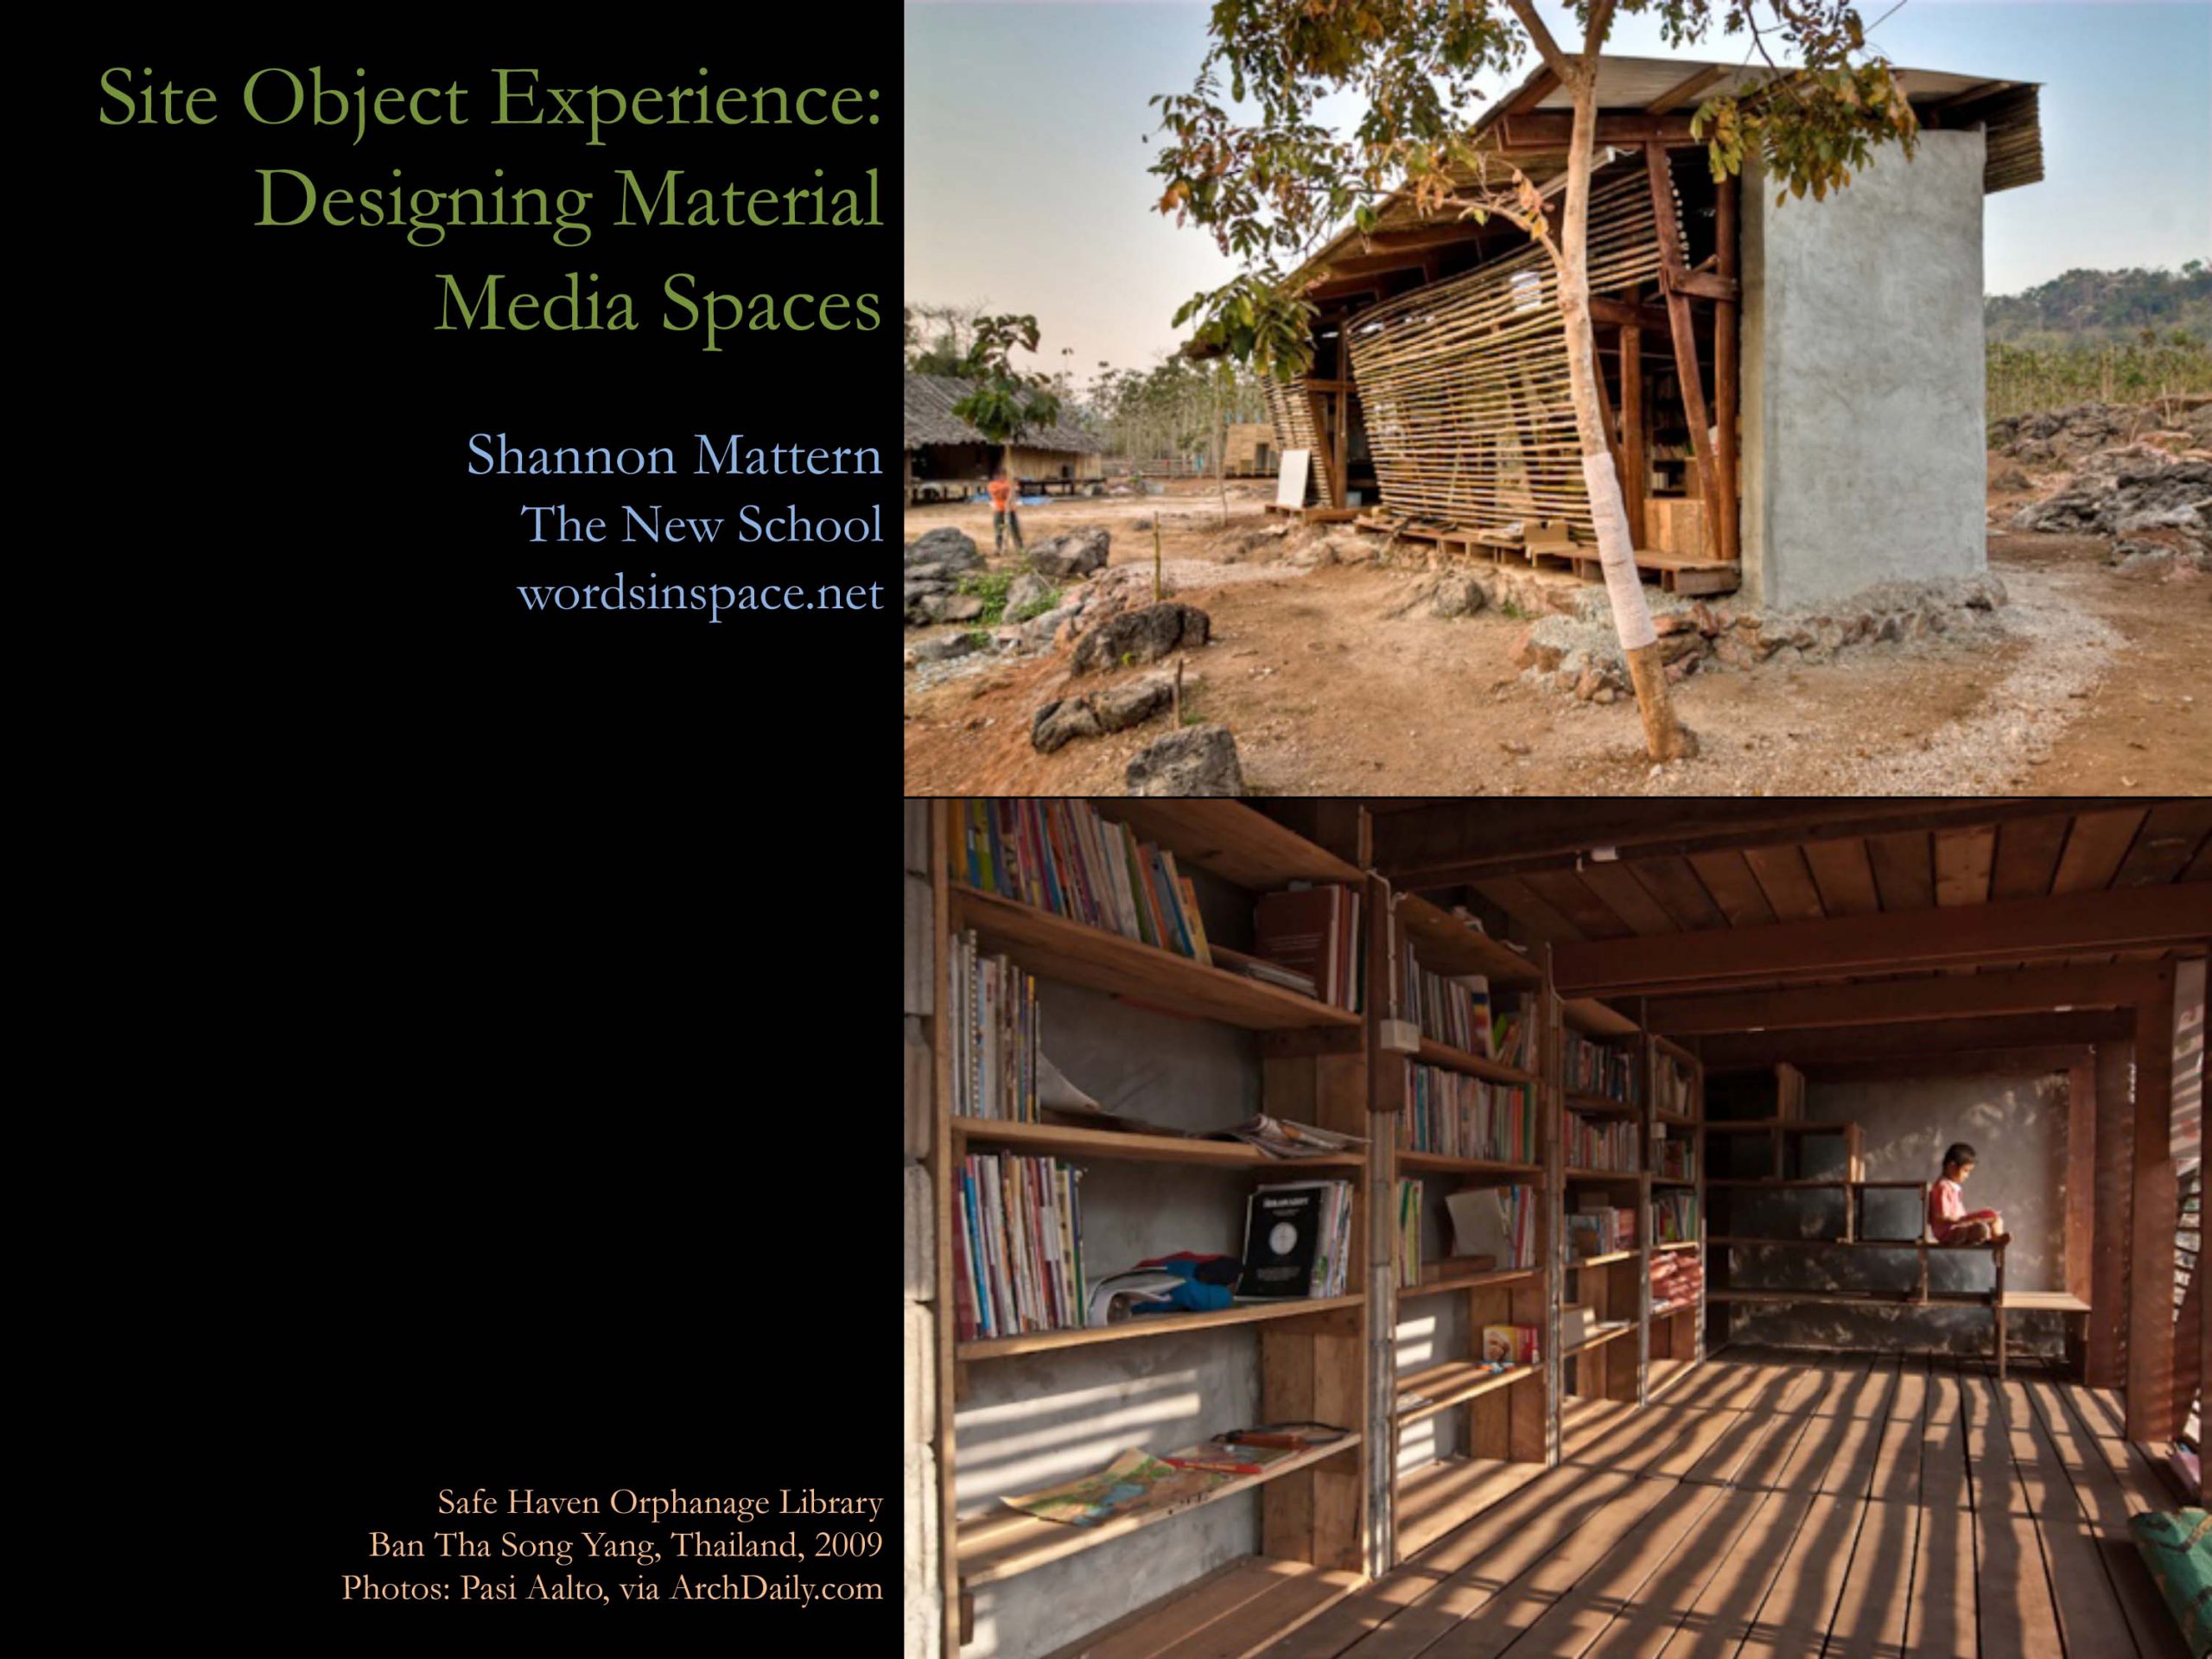 Site Object Experience:
Designing Material
Media Spaces
Shannon Mattern
The New School
wordsinspace.net
Safe Haven Orphanage Library
Ban Tha Song Yang, Thailand, 2009
Photos: Pasi Aalto, via ArchDaily.com